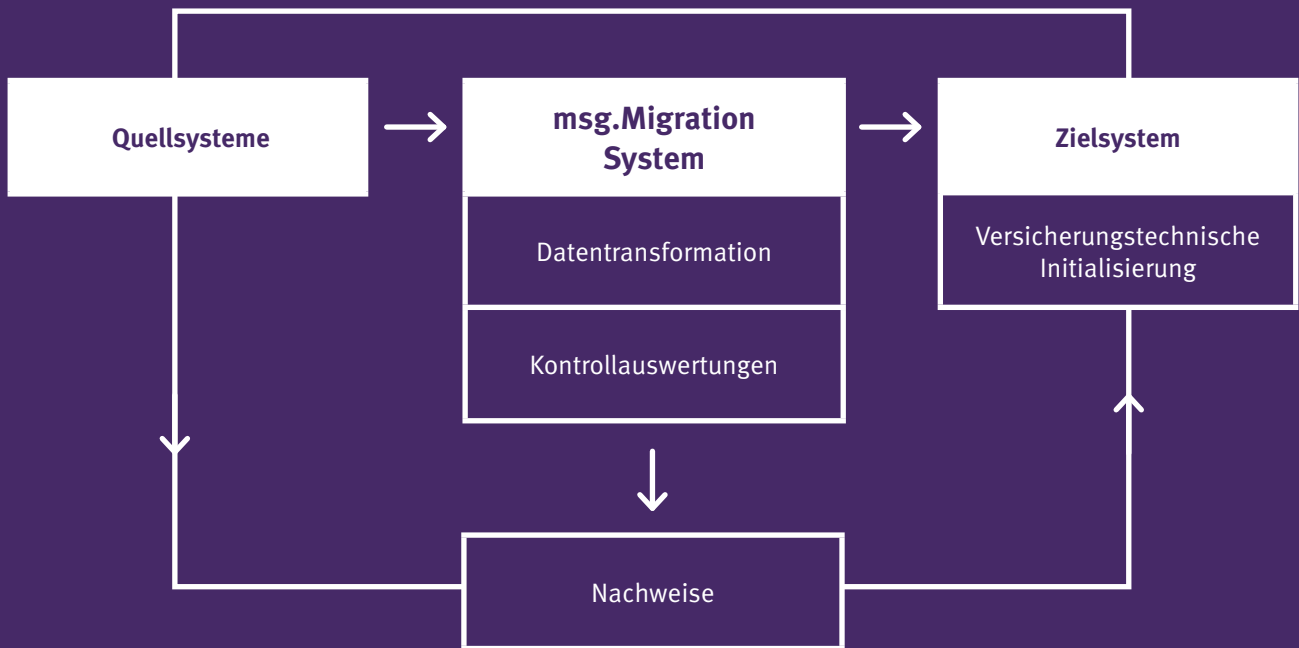 Quellsysteme
msg.Migration
System
Zielsystem
Datentransformation
Versicherungstechnische
Initialisierung
Kontrollauswertungen
Nachweise